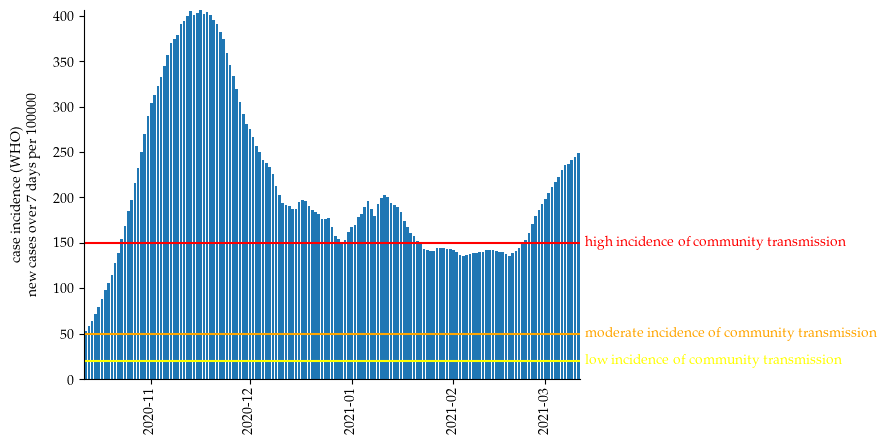 case incidence (WHO)
new cases over 7 days per 100000
400
350
300
250
200
150
100
50
0
high incidence of community transmission
moderate incidence of community transmission
low incidence of community transmission
2020-11
2020-12
2021-01
2021-02
2021-03